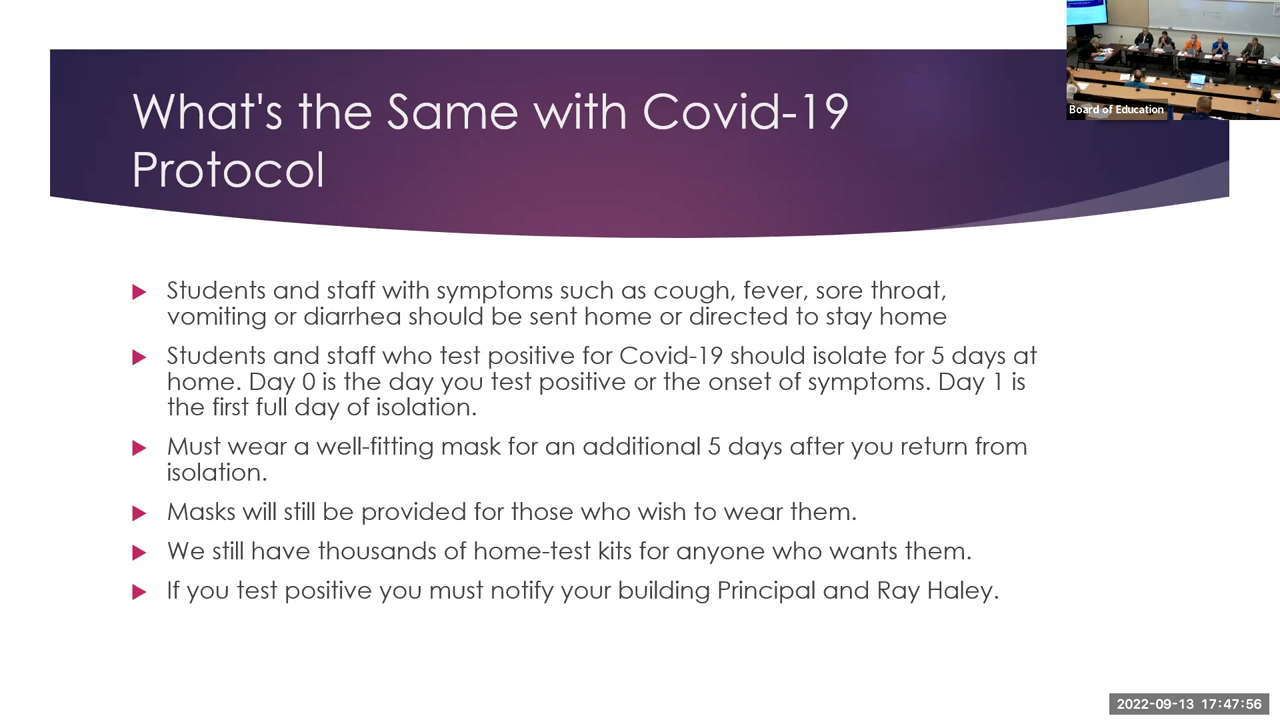 What's the Same with Covid-19
Protocol
Board of Education
Students and staff with symptoms such as cough, fever, sore throat,
vomiting or diarrhea should be sent home or directed to stay home
Students and staff who test positive for Covid-19 should isolate for 5 days at
home. Day 0 is the day you test positive or the onset of symptoms. Day 1 is
the first full day of isolation.
Must wear a well-fitting mask for an additional 5 days after you return from
isolation.
Masks will still be provided for those who wish to wear them.
We still have thousands of home-test kits for anyone who wants them.
If you test positive you must notify your building Principal and Ray Haley.
2022-09-13 17:47:56